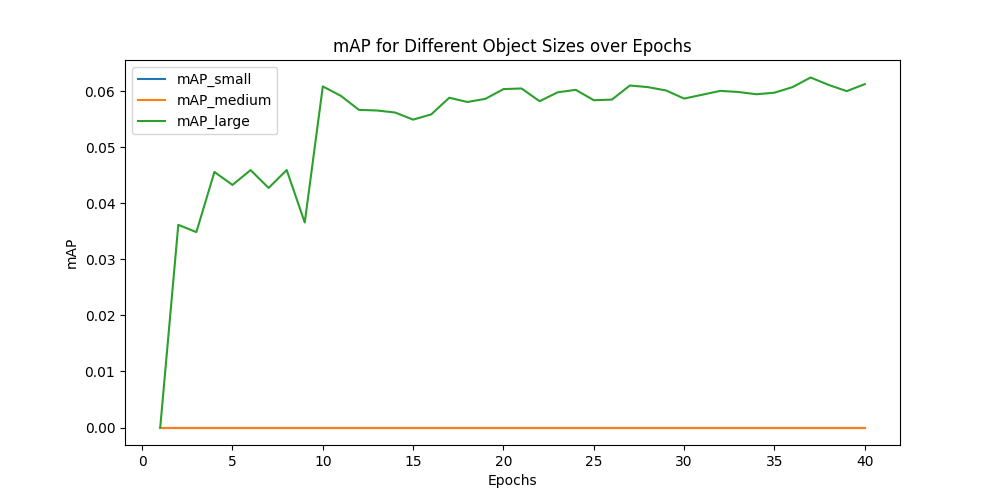 mAP for Different Object Sizes over Epochs
mAP_small
mAP_medium
mAP_large
mAP
0.06
0.05
0.04
0.03
0.02
0.01
0.00
0 5 10 15 20 25 30 35 40
Epochs